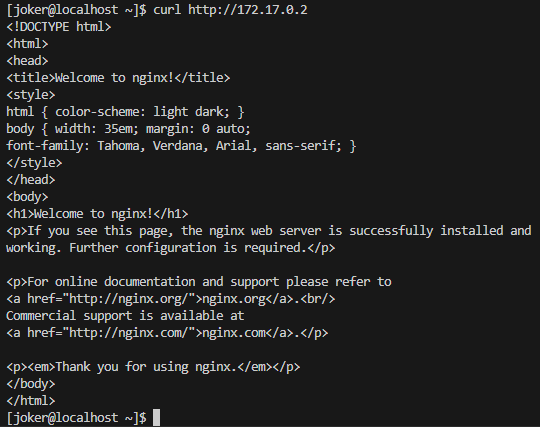 [joker@localhost ~]$ curl http://172.17.0.2
<!DOCTYPE html>
<html>
<head>
<title>Welcome to nginx!</title>
<style>
html { color-scheme: light dark; }
body { width: 35em; margin: 0 auto;
font-family: Tahoma, Verdana, Arial, sans-serif; }
</style>
</head>
<body>
<h1>Welcome to nginx!</h1>
<p>If you see this page, the nginx web server is successfully installed and
working. Further configuration is required.</p>

<p>For online documentation and support please refer to
<a href="http://nginx.org/">nginx.org</a>.<br/>
Commercial support is available at
<a href="http://nginx.com/">nginx.com</a>.</p>

<p><em>Thank you for using nginx.</em></p>
</body>
</html>
[joker@localhost ~]$